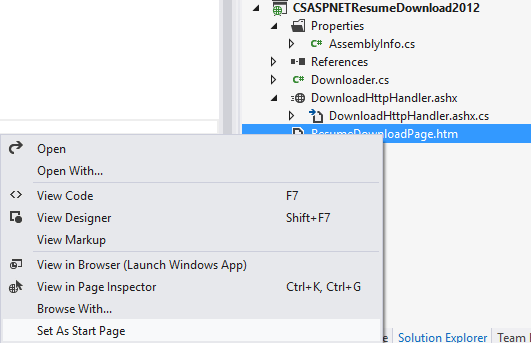 CSASPNETResumeDownload2012
Properties
C# AssemblyInfo.cs
References
C# Downloader.cs
DownloadHttpHandler.ashx
DownloadHttpHandler.ashx.cs
ResumeDownloadPage.htm
Open
Open With...
View Code F7
View Designer Shift+F7
View Markup
View in Browser (Launch Windows App)
View in Page Inspector Ctrl+K, Ctrl+G
Browse With...
Set As Start Page
Solution Explorer Team